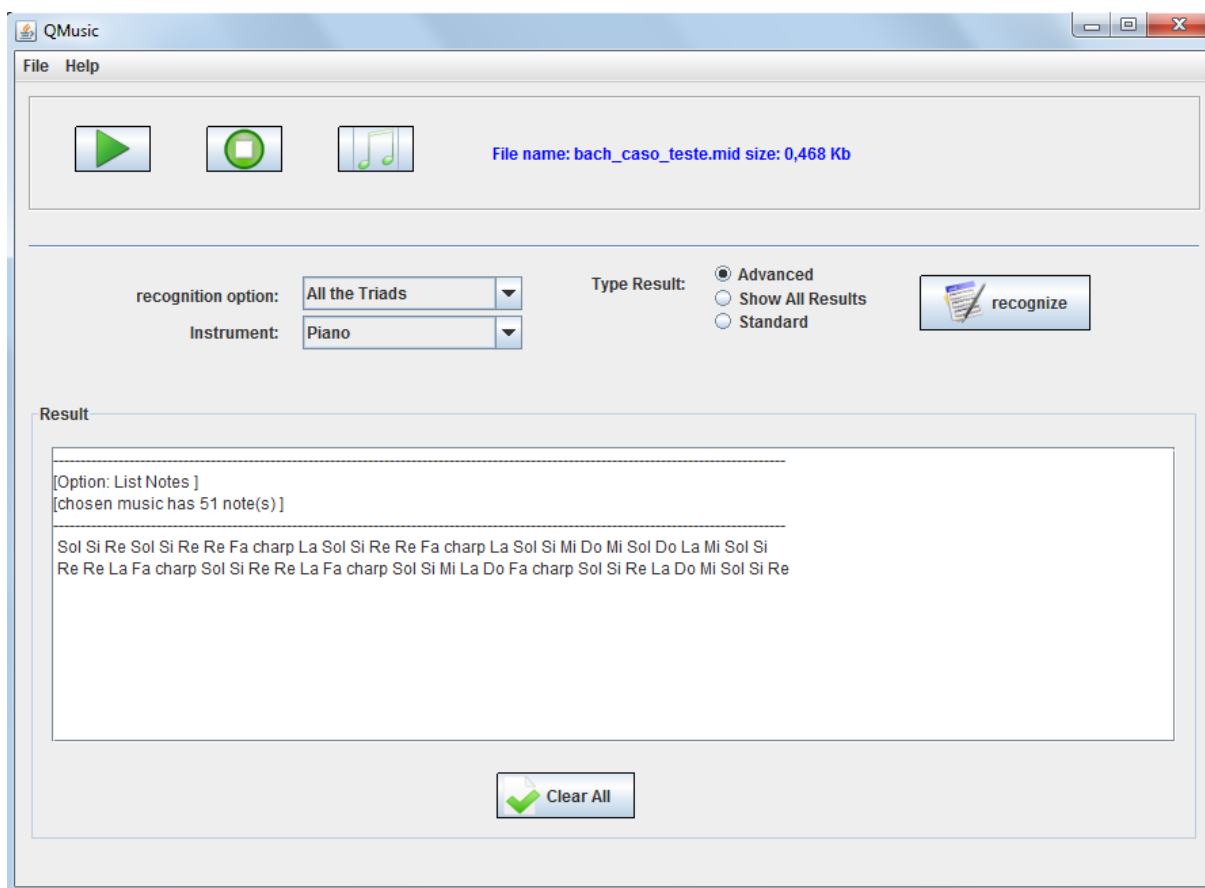 QMusic
File Help
File name: bach_caso_teste.mid size: 0,468 Kb
recognition option: All the Triads
Instrument: Piano
Type Result:
Advanced
Show All Results
Standard
recognize
Result
[Option: List Notes ]
[chosen music has 51 note(s) ]
Sol Si Re Sol Si Re Re Fa charp La Sol Si Re Re Fa charp La Sol Si Mi Do Mi Sol Do La Mi Sol Si
Re Re La Fa charp Sol Si Re Re La Fa charp Sol Si Mi La Do Fa charp Sol Si Re La Do Mi Sol Si Re
Clear All